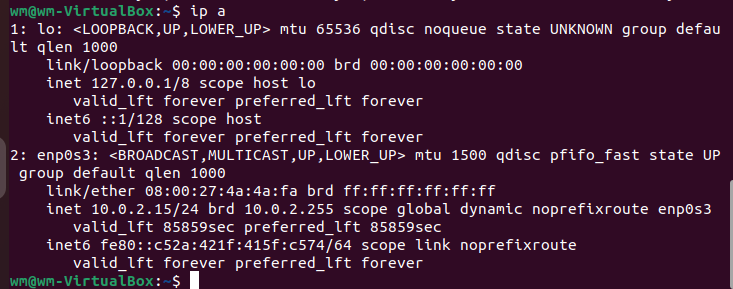 wm@wm-VirtualBox:~$ ip a
1: lo: <LOOPBACK,UP,LOWER_UP> mtu 65536 qdisc noqueue state UNKNOWN group defau
lt qlen 1000
    link/loopback 00:00:00:00:00:00 brd 00:00:00:00:00:00
    inet 127.0.0.1/8 scope host lo
       valid_lft forever preferred_lft forever
    inet6 ::1/128 scope host
       valid_lft forever preferred_lft forever
2: enp0s3: <BROADCAST,MULTICAST,UP,LOWER_UP> mtu 1500 qdisc pfifo_fast state UP
 group default qlen 1000
    link/ether 08:00:27:4a:4a:fa brd ff:ff:ff:ff:ff:ff
    inet 10.0.2.15/24 brd 10.0.2.255 scope global dynamic noprefixroute enp0s3
       valid_lft 85859sec preferred_lft 85859sec
    inet6 fe80::c52a:421f:415f:c574/64 scope link noprefixroute
       valid_lft forever preferred_lft forever
wm@wm-VirtualBox:~$